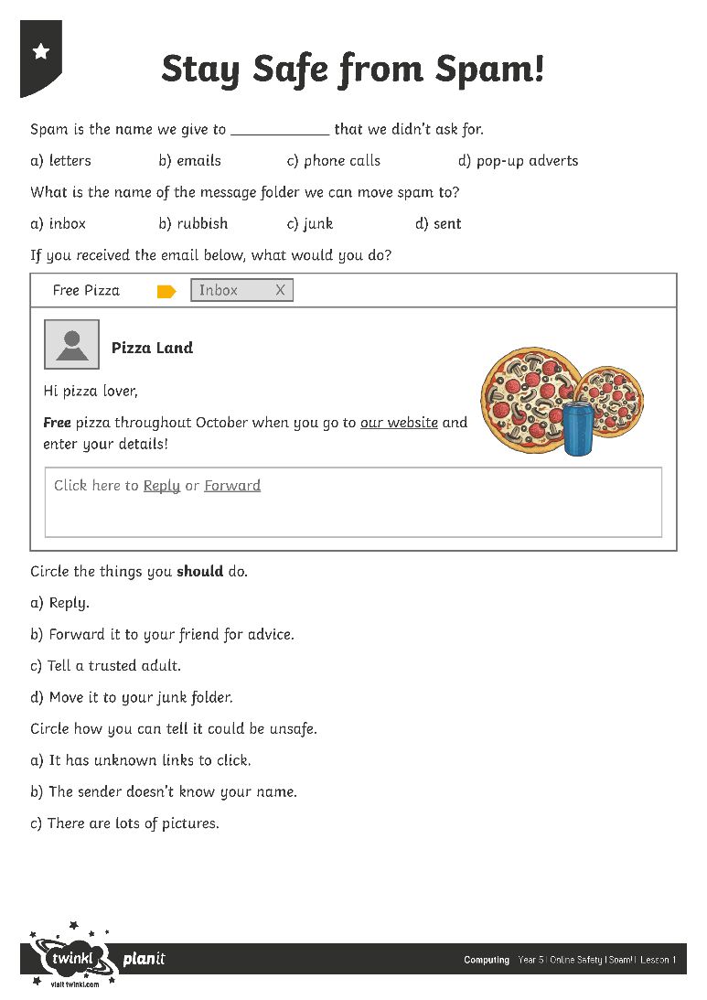 Stay Safe from Spam!
Spam is the name we give to ____________ that we didn't ask for.
a) letters b) emails c) phone calls d) pop-up adverts
What is the name of the message folder we can move spam to?
a) inbox b) rubbish c) junk d) sent
If you received the email below, what would you do?
Free Pizza Inbox X
Pizza Land
Hi pizza lover,
Free pizza throughout October when you go to our website and
enter your details!
Click here to Reply or Forward
Circle the things you should do.
a) Reply.
b) Forward it to your friend for advice.
c) Tell a trusted adult.
d) Move it to your junk folder.
Circle how you can tell it could be unsafe.
a) It has unknown links to click.
b) The sender doesn't know your name.
c) There are lots of pictures.
twinkl planit
visit twinkl.com
Computing Year 5 | Online Safety | Spam! | Lesson 1